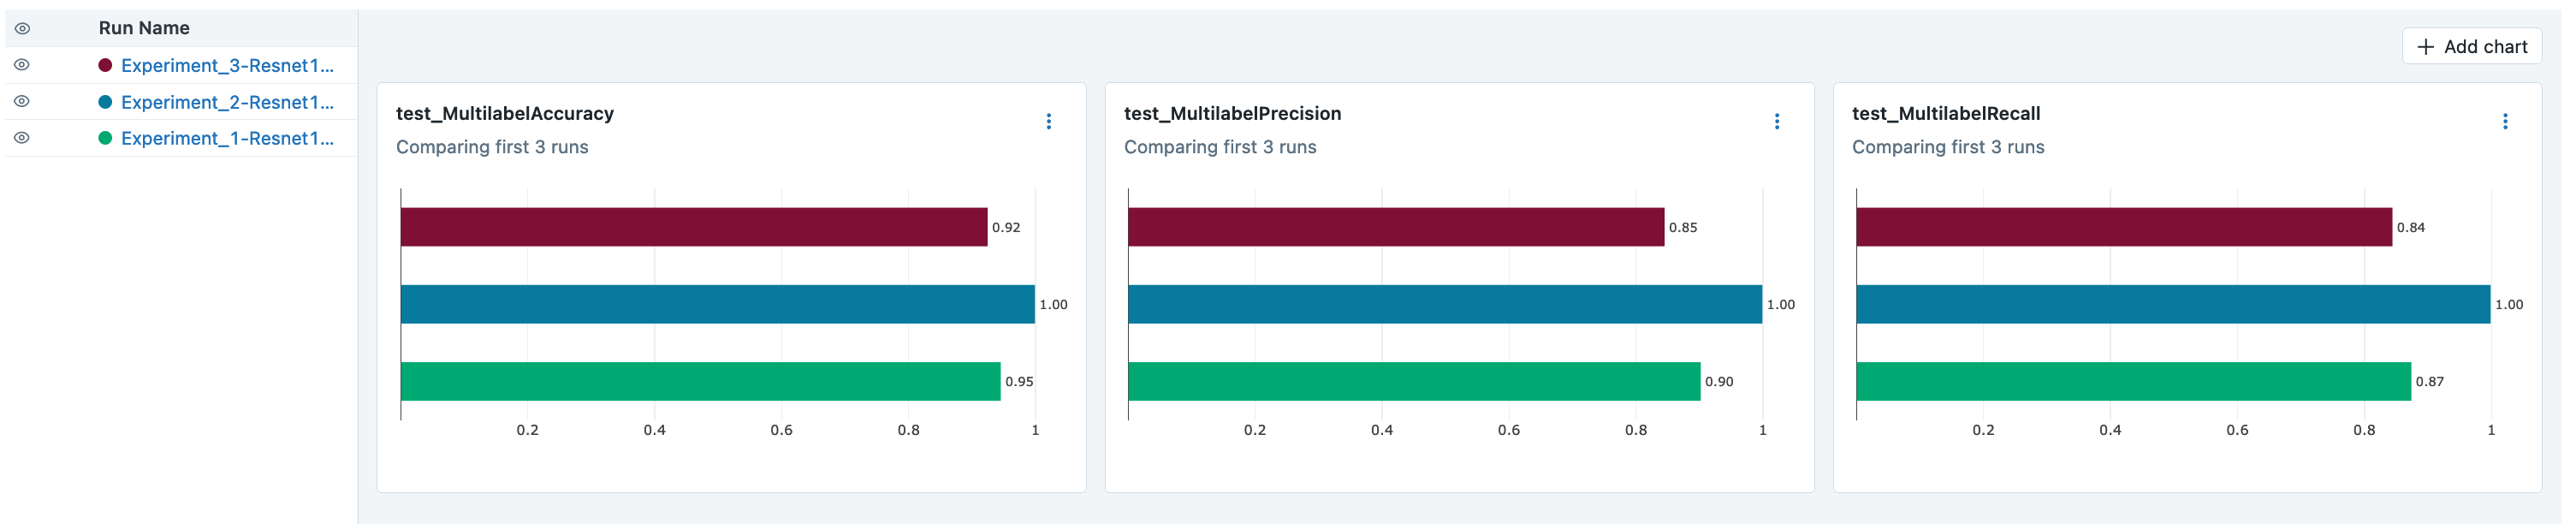 Run Name
Experiment_3-Resnet1...
Experiment_2-Resnet1...
Experiment_1-Resnet1...
+ Add chart
test_MultilabelAccuracy
Comparing first 3 runs
0.92
1.00
0.95
0.2 0.4 0.6 0.8 1
test_MultilabelPrecision
Comparing first 3 runs
0.85
1.00
0.90
0.2 0.4 0.6 0.8 1
test_MultilabelRecall
Comparing first 3 runs
0.84
1.00
0.87
0.2 0.4 0.6 0.8 1